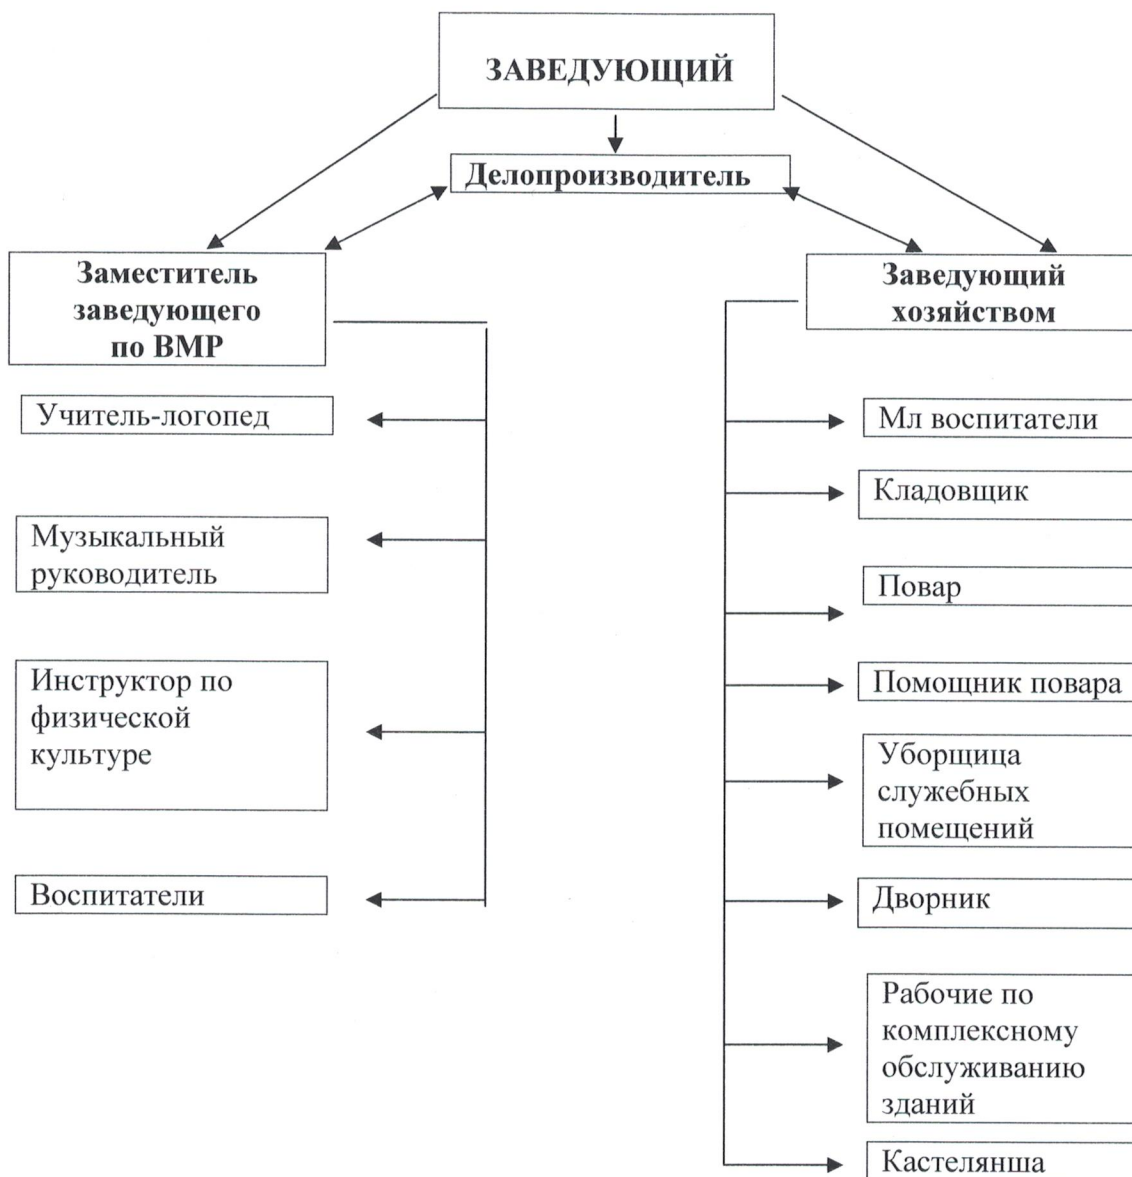 ЗАВЕДУЮЩИЙ
Делопроизводитель
Заместитель
заведующего
по ВМР
Заведующий
хозяйством
Учитель-логопед
Музыкальный
руководитель
Инструктор по
физической
культуре
Воспитатели
Мл воспитатели
Кладовщик
Повар
Помощник повара
Уборщица
служебных
помещений
Дворник
Рабочие по
комплексному
обслуживанию
зданий
Кастелянша